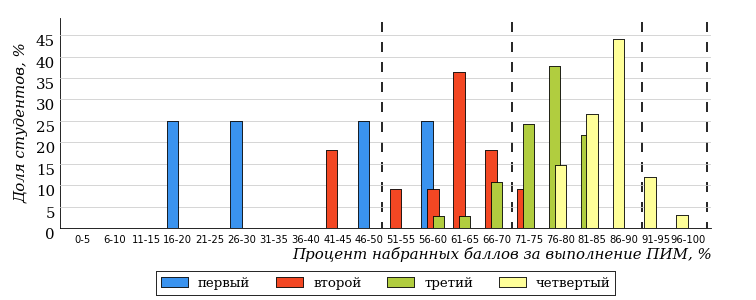 Доля студентов, %
45
40
35
30
25
20
15
10
5
0
0-5 6-10 11-15 16-20 21-25 26-30 31-35 36-40 41-45 46-50 51-55 56-60 61-65 66-70 71-75 76-80 81-85 86-90 91-95 96-100
Процент набранных баллов за выполнение ПИМ, %
первый второй третий четвертый